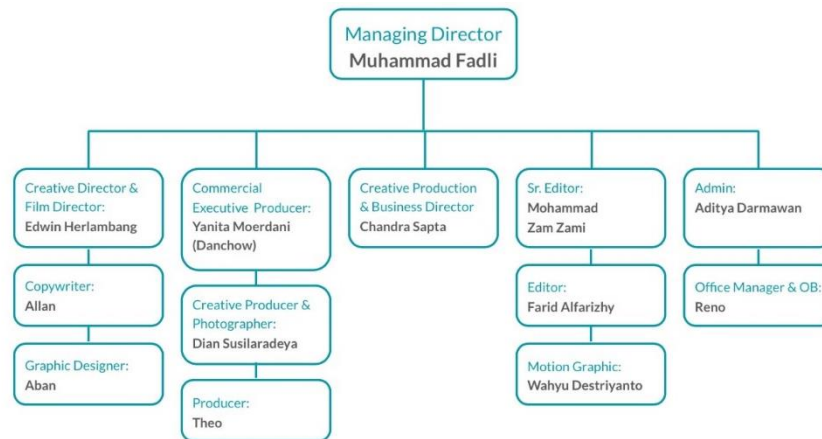 Managing Director
Muhammad Fadli
Creative Director &
Film Director:
Edwin Herlambang
Copywriter:
Allan
Graphic Designer:
Aban
Commercial
Executive Producer:
Yanita Moerdani
(Danchow)
Creative Producer &
Photographer:
Dian Susilaradeya
Producer:
Theo
Creative Production
& Business Director
Chandra Sapta
Sr. Editor:
Mohammad
Zam Zami
Editor:
Farid Alfarizhy
Motion Graphic:
Wahyu Destriyanto
Admin:
Aditya Darmawan
Office Manager & OB:
Reno